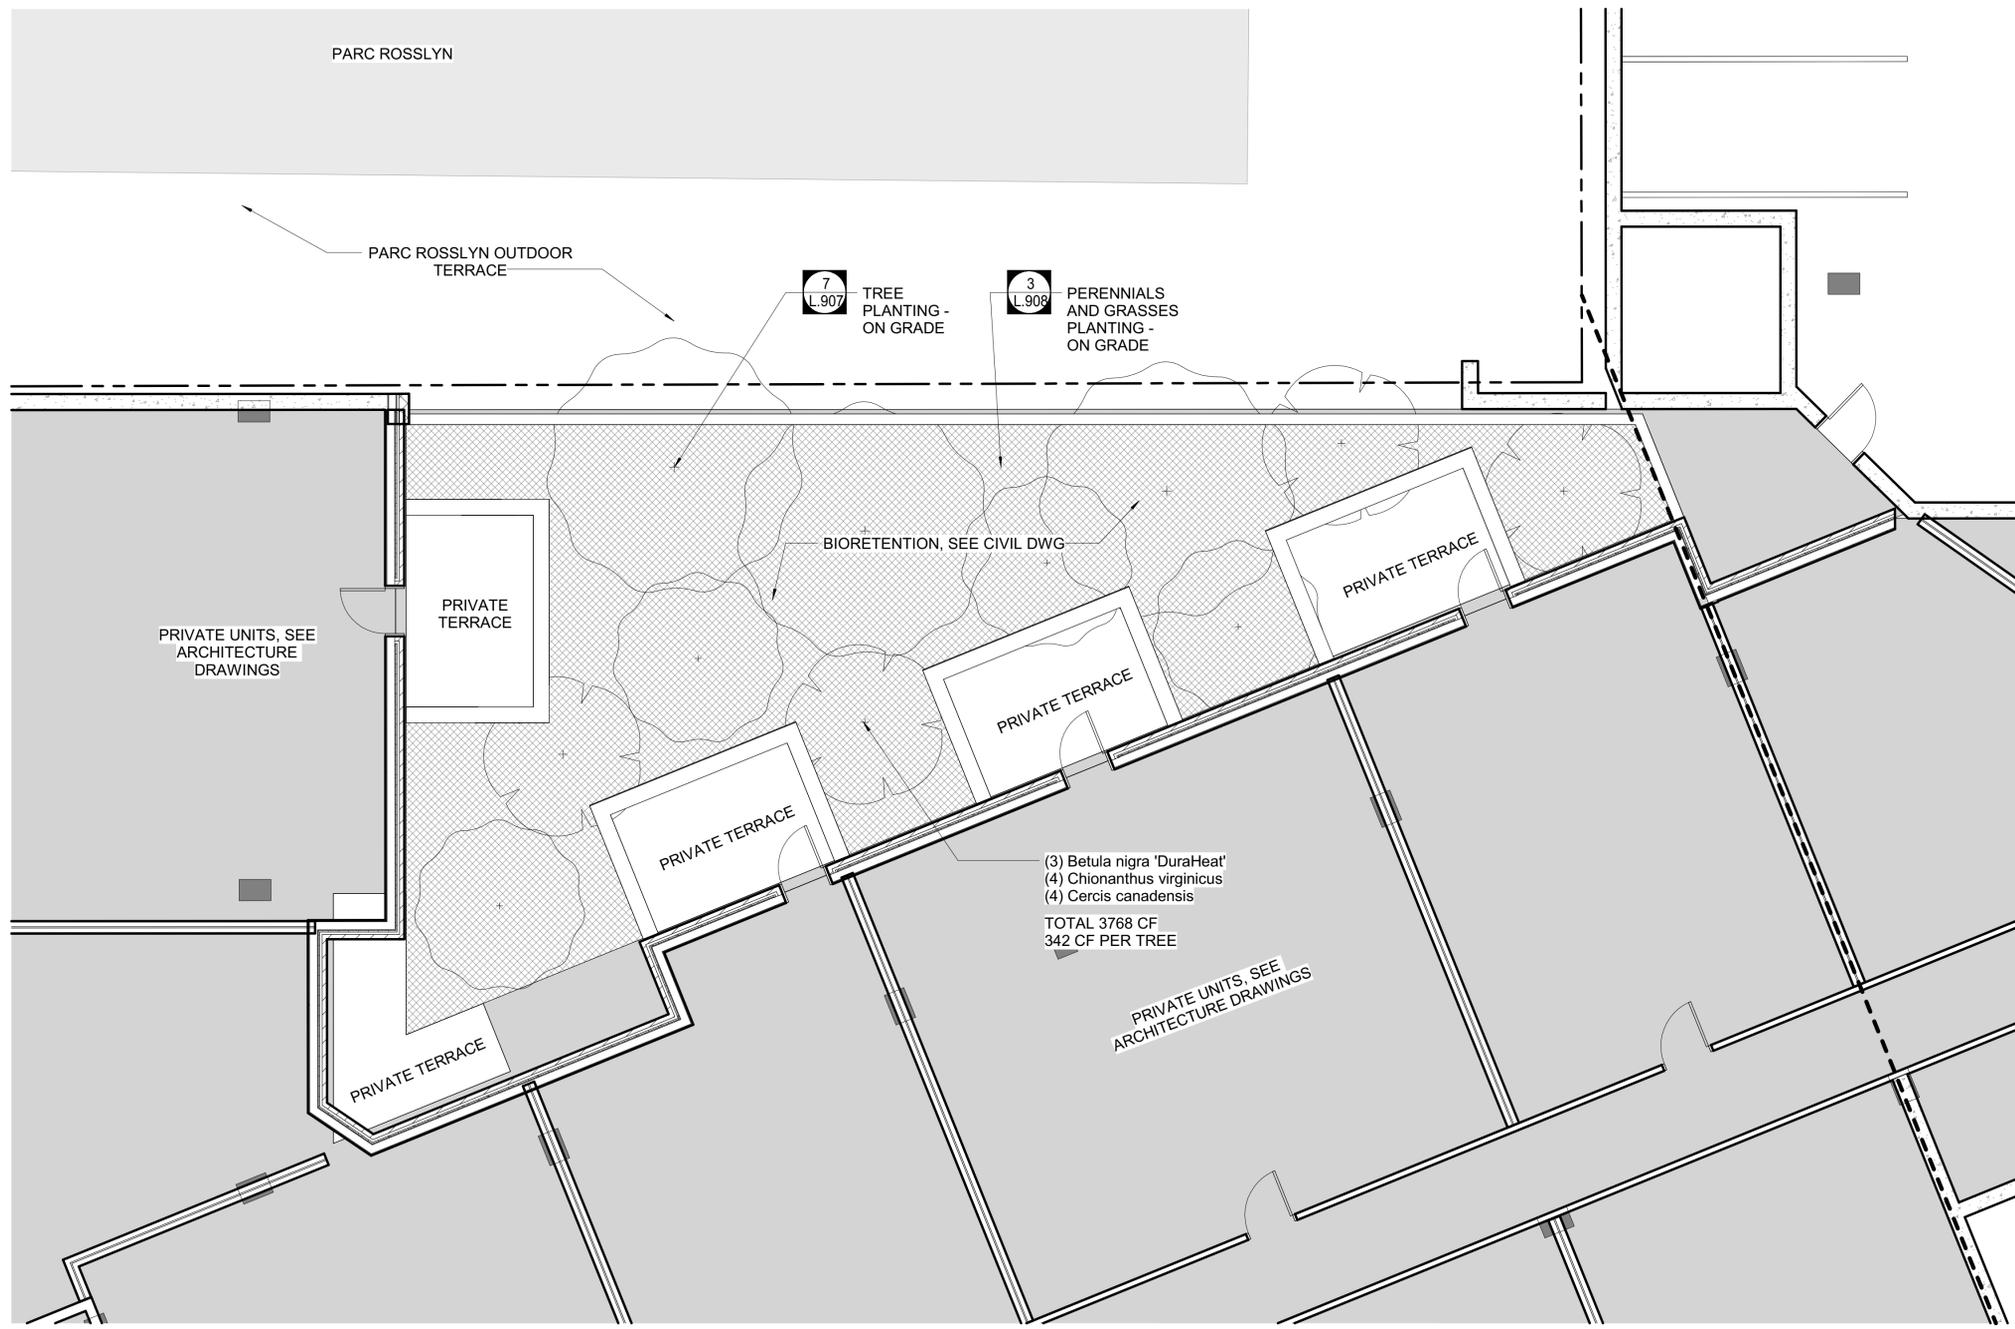 PARC ROSSLYN
PARC ROSSLYN OUTDOOR
TERRACE
7
L.907
TREE
PLANTING -
ON GRADE
3
L.908
PERENNIALS
AND GRASSES
PLANTING -
ON GRADE
BIORETENTION, SEE CIVIL DWG
PRIVATE TERRACE
PRIVATE
TERRACE
PRIVATE UNITS, SEE
ARCHITECTURE
DRAWINGS
PRIVATE TERRACE
PRIVATE TERRACE
(3) Betula nigra 'DuraHeat'
(4) Chionanthus virginicus
(4) Cercis canadensis
TOTAL 3768 CF
342 CF PER TREE
PRIVATE UNITS, SEE
ARCHITECTURE DRAWINGS
PRIVATE TERRACE